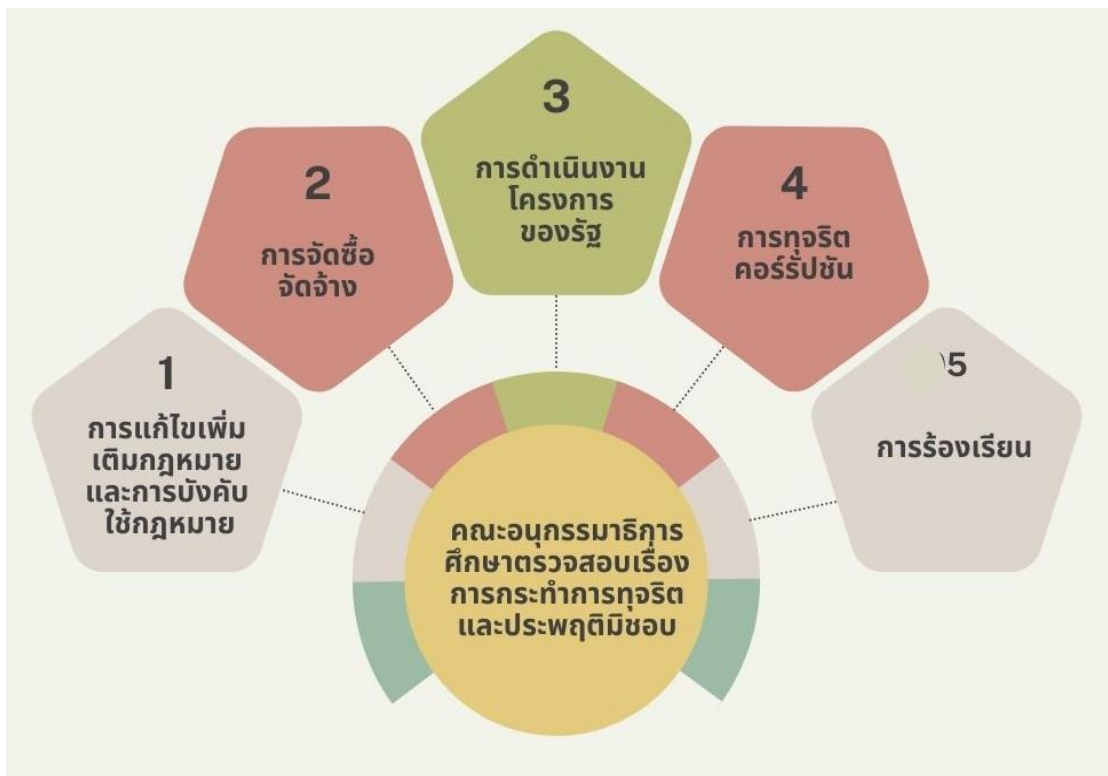 1
การแก้ไขเพิ่ม
เติมกฎหมาย
และการบังคับ
ใช้กฎหมาย
2
การจัดซื้อ
จัดจ้าง
3
การดำเนินงาน
โครงการ
ของรัฐ
4
การทุจริต
คอร์รัปชัน
5
การร้องเรียน
คณะอนุกรรมาธิการ
ศึกษาตรวจสอบเรื่อง
การกระทำการทุจริต
และประพฤติมิชอบ